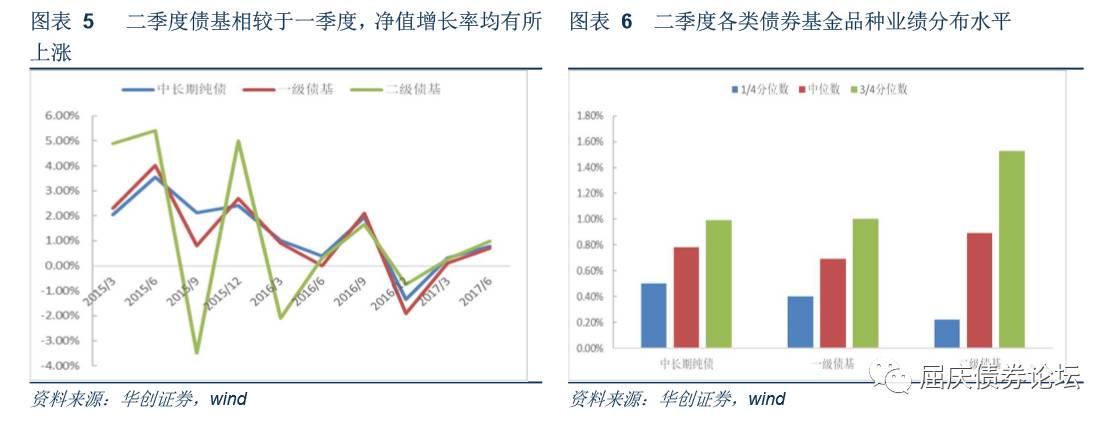 图表 5 二季度债基相较于一季度，净值增长率均有所
上涨
中长期纯债 一级债基 二级债基
6.00%
5.00%
4.00%
3.00%
2.00%
1.00%
0.00%
-1.00%
-2.00%
-3.00%
-4.00%
2015/3 2015/6 2015/9 2015/12 2016/3 2016/6 2016/9 2016/12 2017/3 2017/6
资料来源：华创证券，wind
图表 6 二季度各类债券基金品种业绩分布水平
1/4分位数 中位数 3/4分位数
1.80%
1.60%
1.40%
1.20%
1.00%
0.80%
0.60%
0.40%
0.20%
0.00%
中长期纯债 一级债基 二级债基
屈庆债券论坛
资料来源：华创证券，wind